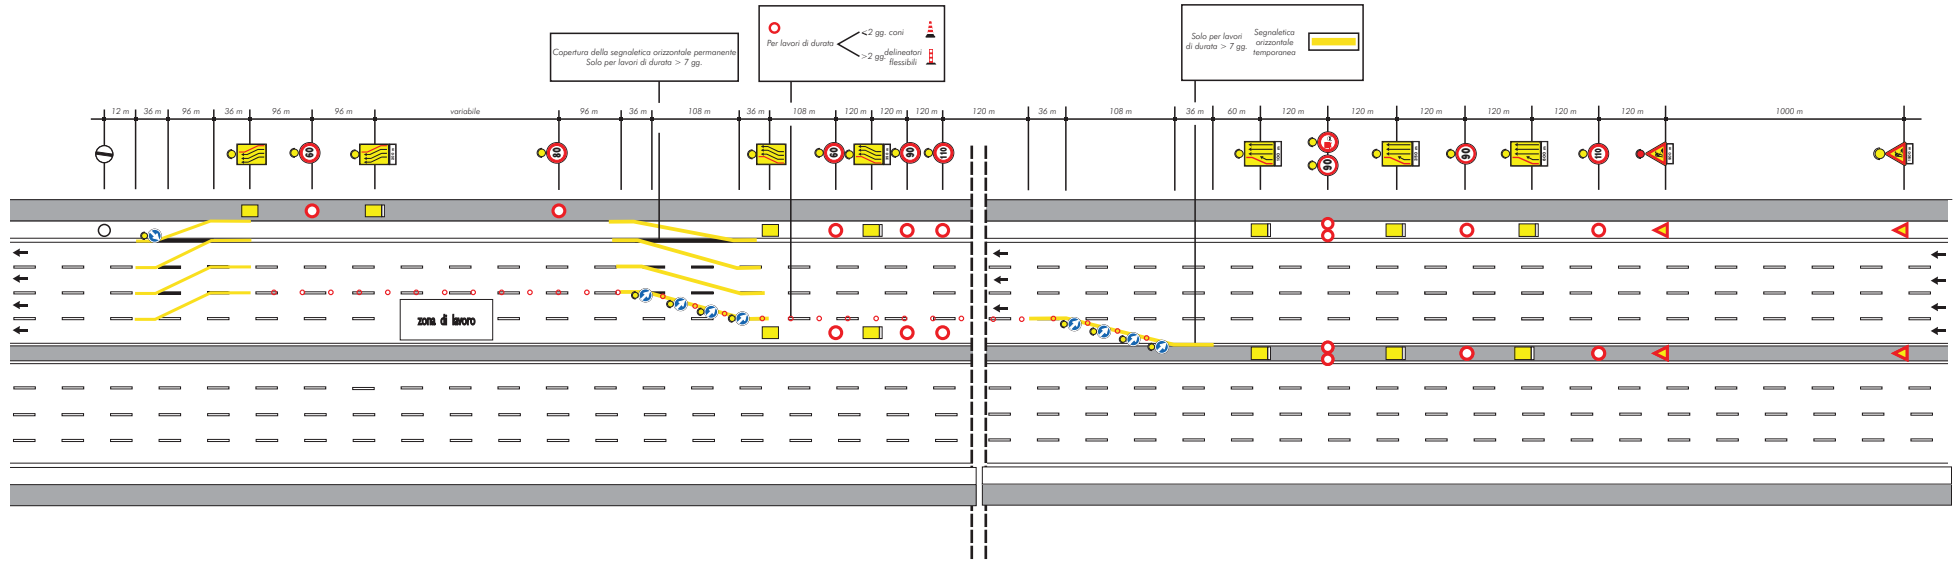 Copertura della segnaletica orizzontale permanente
Solo per lavori di durata > 7 gg.
Per lavori di durata
<2 gg. coni
>2 gg.
delineatori
flessibili
Solo per lavori
di durata > 7 gg.
Segnaletica
orizzontale
temporanea
12 m 36 m 96 m 36 m 96 m 96 m variabile 96 m 36 m 108 m 36 m 108 m 120 m 120 m 120 m 120 m 36 m 108 m 36 m 60 m 120 m 120 m 120 m 120 m 120 m 120 m 1000 m
60 80 60 90 110 90 90 110
zona di lavoro